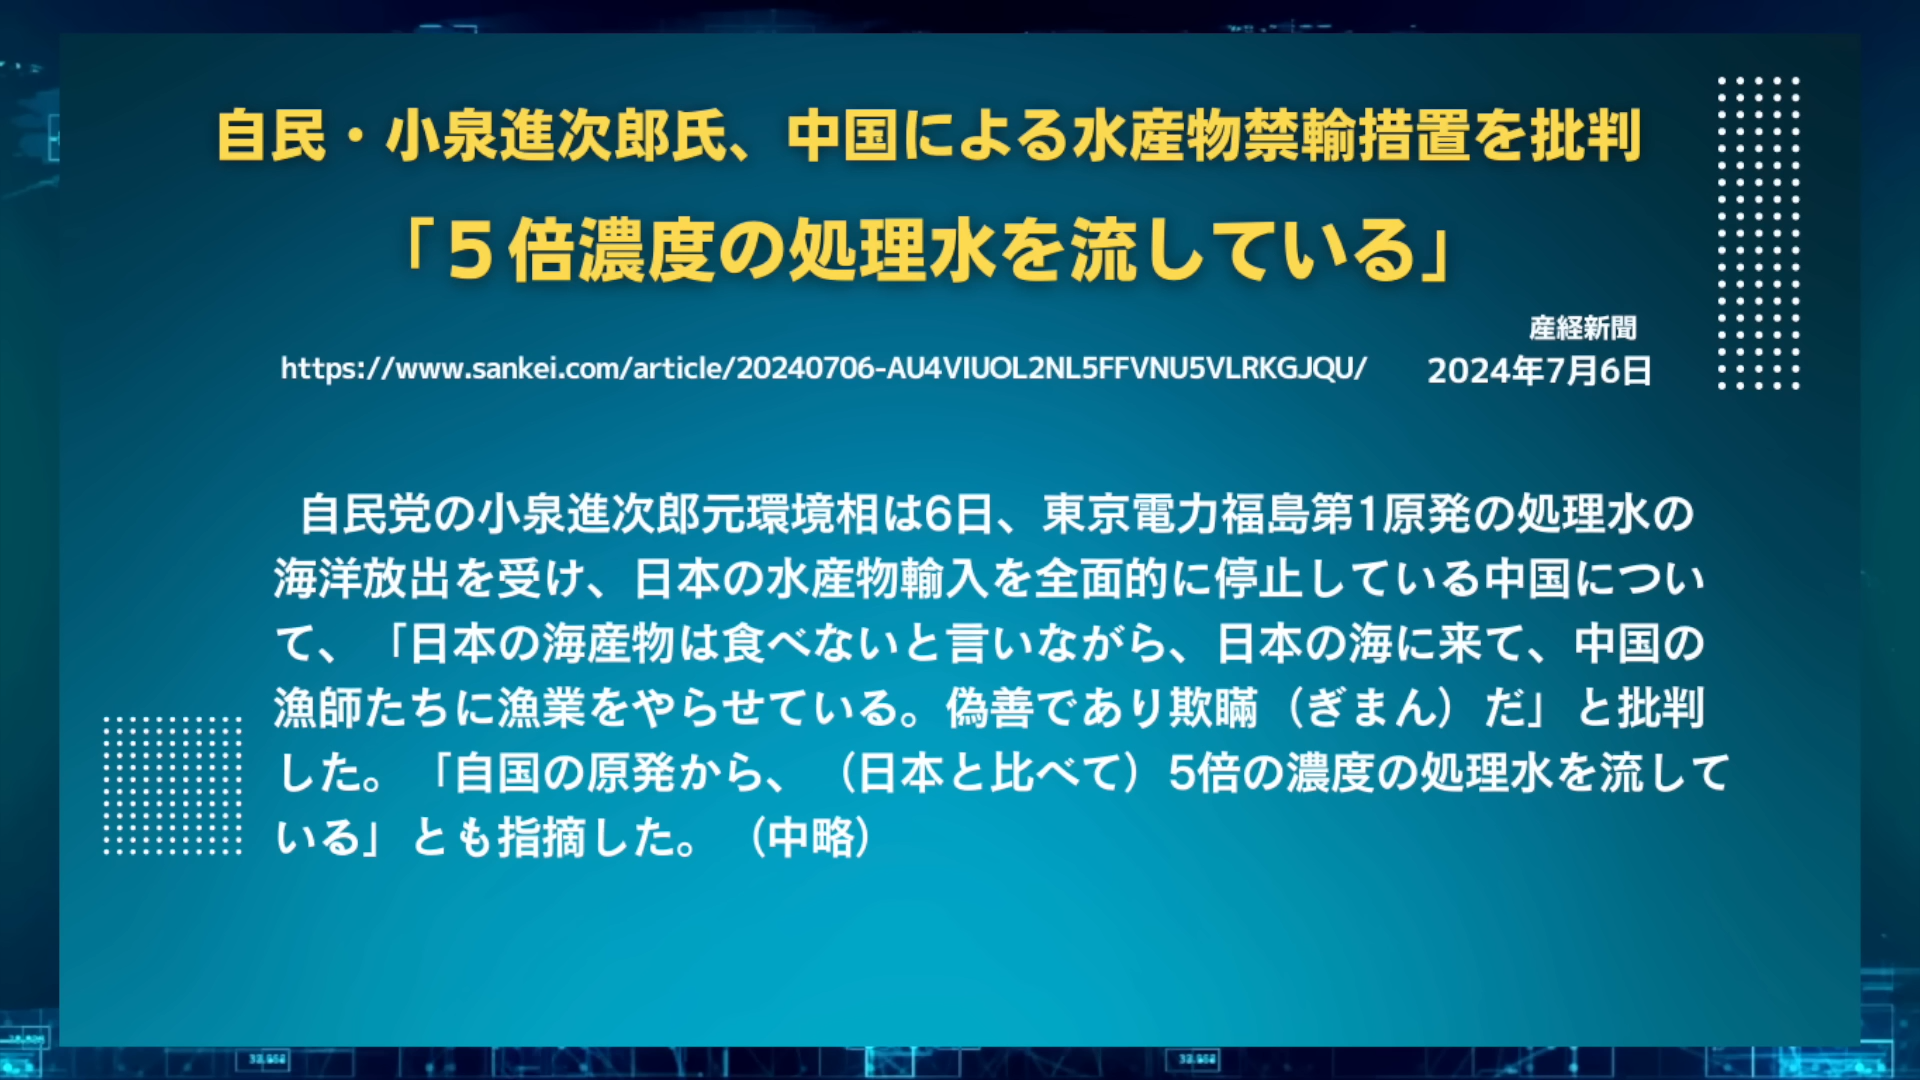 自民・小泉進次郎氏、中国による水産物禁輸措置を批判
「５倍濃度の処理水を流している」
産経新聞
https://www.sankei.com/article/20240706-AU4VIUOL2NL5FFVNU5VLRKGJQU/
2024年7月6日
自民党の小泉進次郎元環境相は6日、東京電力福島第1原発の処理水の
海洋放出を受け、日本の水産物輸入を全面的に停止している中国につい
て、「日本の海産物は食べないと言いながら、日本の海に来て、中国の
漁師たちに漁業をやらせている。偽善であり欺瞞（ぎまん）だ」と批判
した。「自国の原発から、（日本と比べて）5倍の濃度の処理水を流して
いる」とも指摘した。（中略）